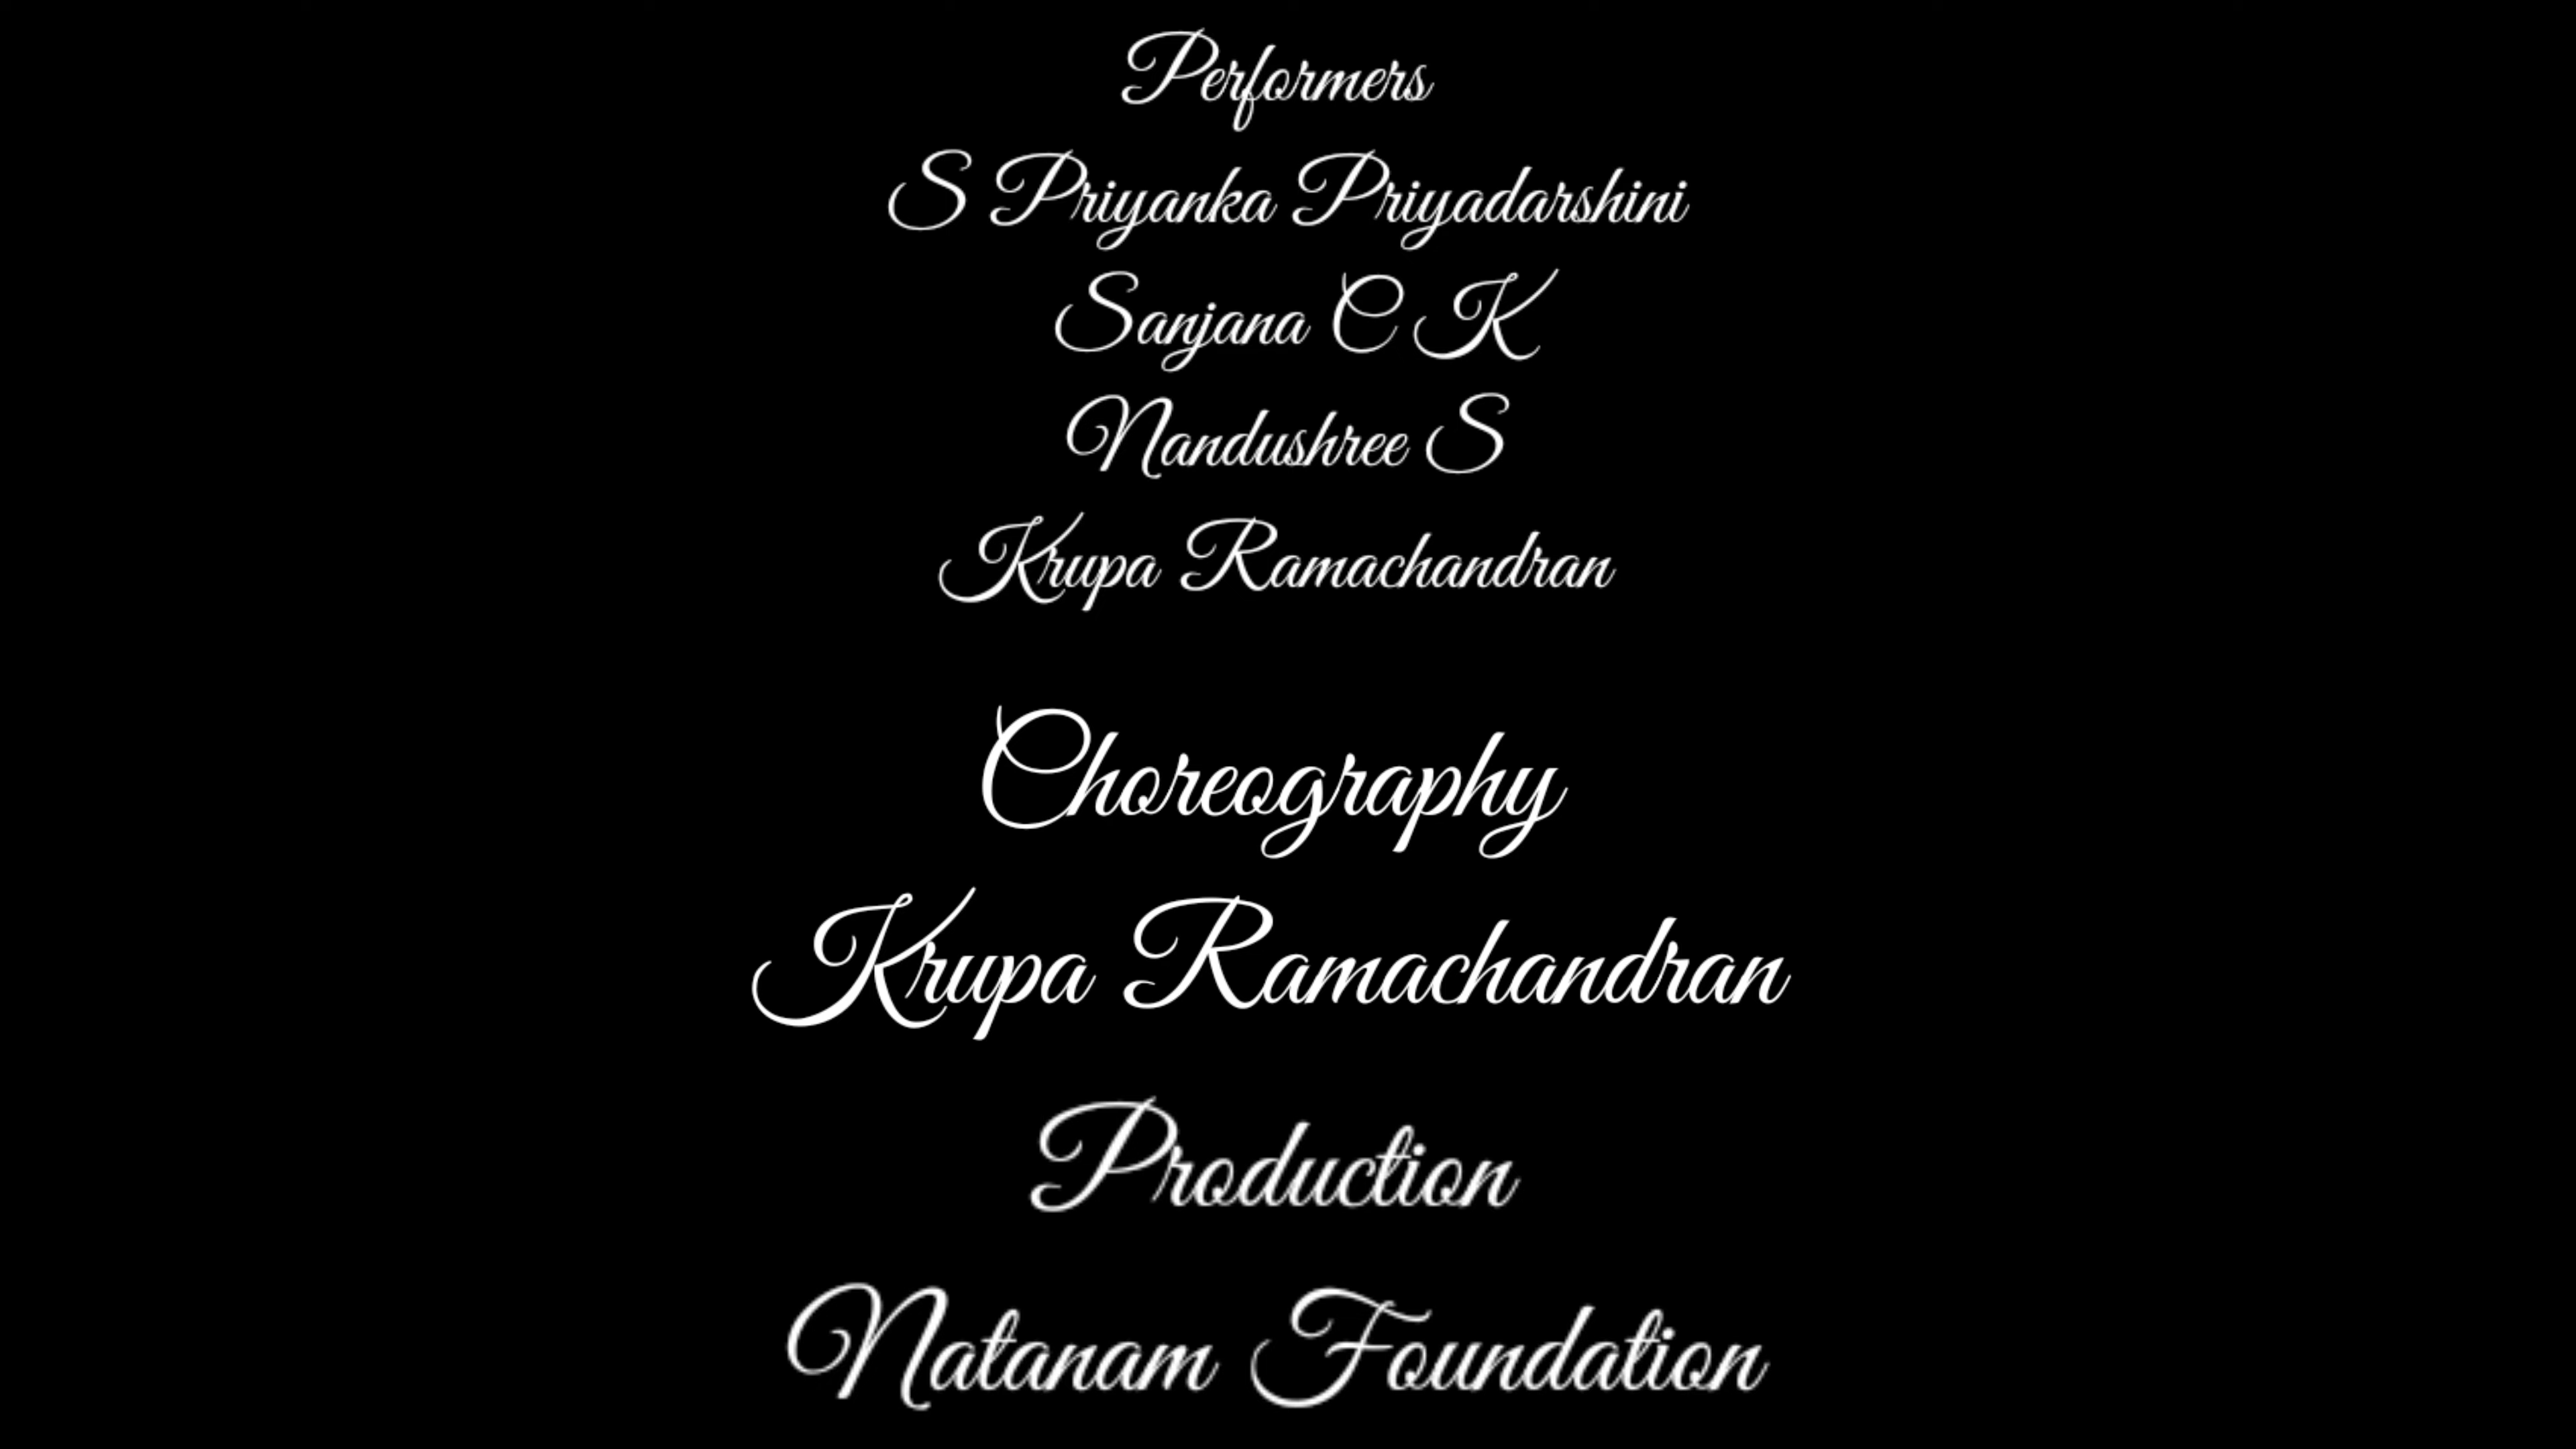 Performers
S Priyanka Priyadarshini
Sanjana C K
Nandushree S
Krupa Ramachandran
Choreography
Krupa Ramachandran
Production
Natanam Foundation